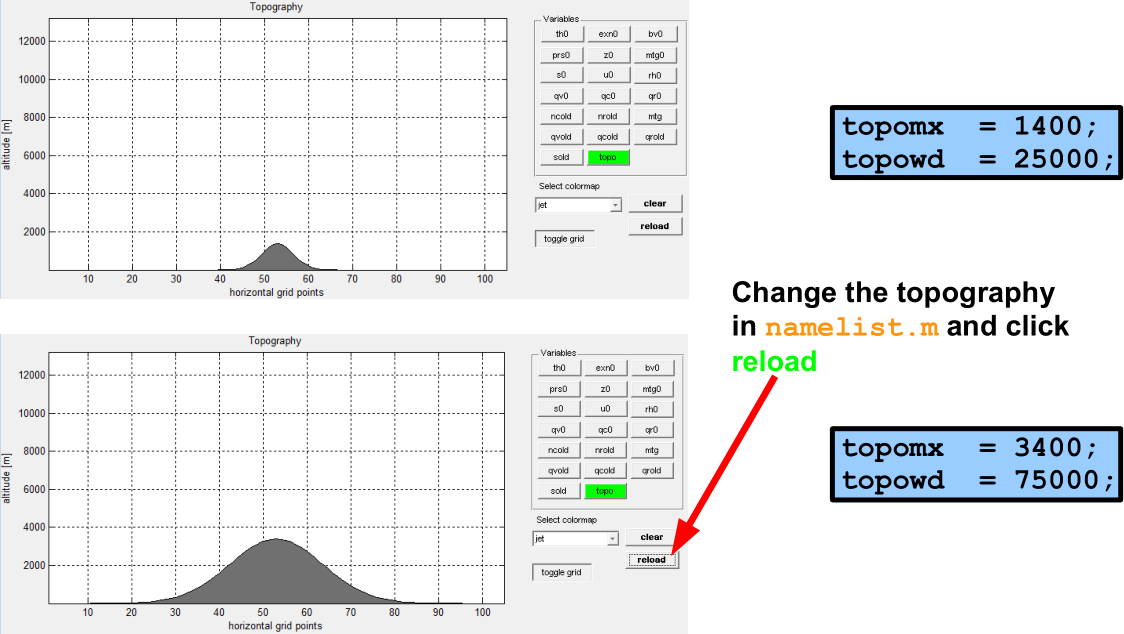 Topography
12000
10000
8000
6000
4000
2000
altitude [m]
10 20 30 40 50 60 70 80 90 100
horizontal grid points
Variables
th0 exn0 bv0
prs0 z0 mtg0
s0 u0 rh0
qv0 qc0 qr0
ncold nrold mtg
qvold qcold qrold
sold topo
Select colormap
jet clear
reload
toggle grid
topomx = 1400;
topowd = 25000;
Change the topography
in namelist.m and click
reload
Topography
12000
10000
8000
6000
4000
2000
altitude [m]
10 20 30 40 50 60 70 80 90 100
horizontal grid points
Variables
th0 exn0 bv0
prs0 z0 mtg0
s0 u0 rh0
qv0 qc0 qr0
ncold nrold mtg
qvold qcold qrold
sold topo
Select colormap
jet clear
reload
toggle grid
topomx = 3400;
topowd = 75000;